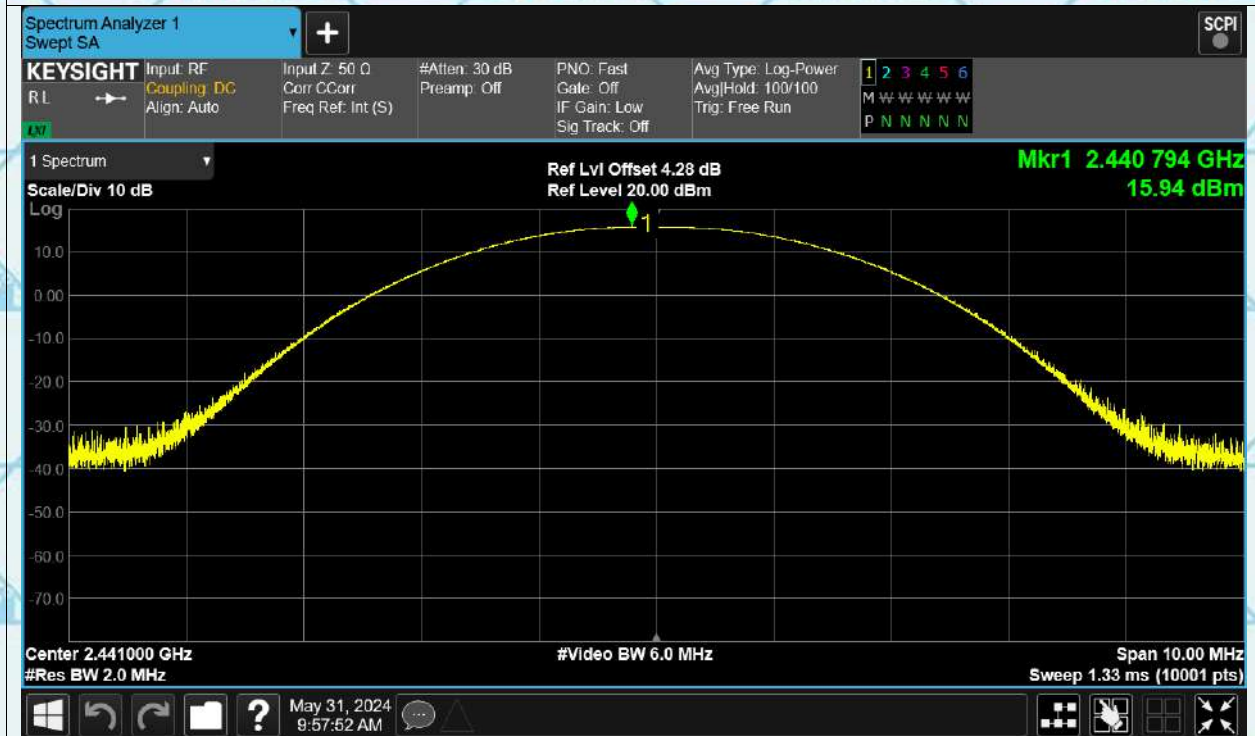 Spectrum Analyzer 1
Swept SA
+
SCPI
KEYSIGHT
RL
LXI
Input: RF
Coupling: DC
Align: Auto
Input Z: 50 Ω
Corr CCorr
Freq Ref: Int (S)
#Atten: 30 dB
Preamp: Off
PNO: Fast
Gate: Off
IF Gain: Low
Sig Track: Off
Avg Type: Log-Power
Avg|Hold: 100/100
Trig: Free Run
1 2 3 4 5 6
M W W W W W
P N N N N N
1 Spectrum
Scale/Div 10 dB
Log
Ref Lvl Offset 4.28 dB
Ref Level 20.00 dBm
Mkr1 2.440 794 GHz
15.94 dBm
1
10.0
0.00
-10.0
-20.0
-30.0
-40.0
-50.0
-60.0
-70.0
Center 2.441000 GHz
#Res BW 2.0 MHz
#Video BW 6.0 MHz
Span 10.00 MHz
Sweep 1.33 ms (10001 pts)
?
May 31, 2024
9:57:52 AM